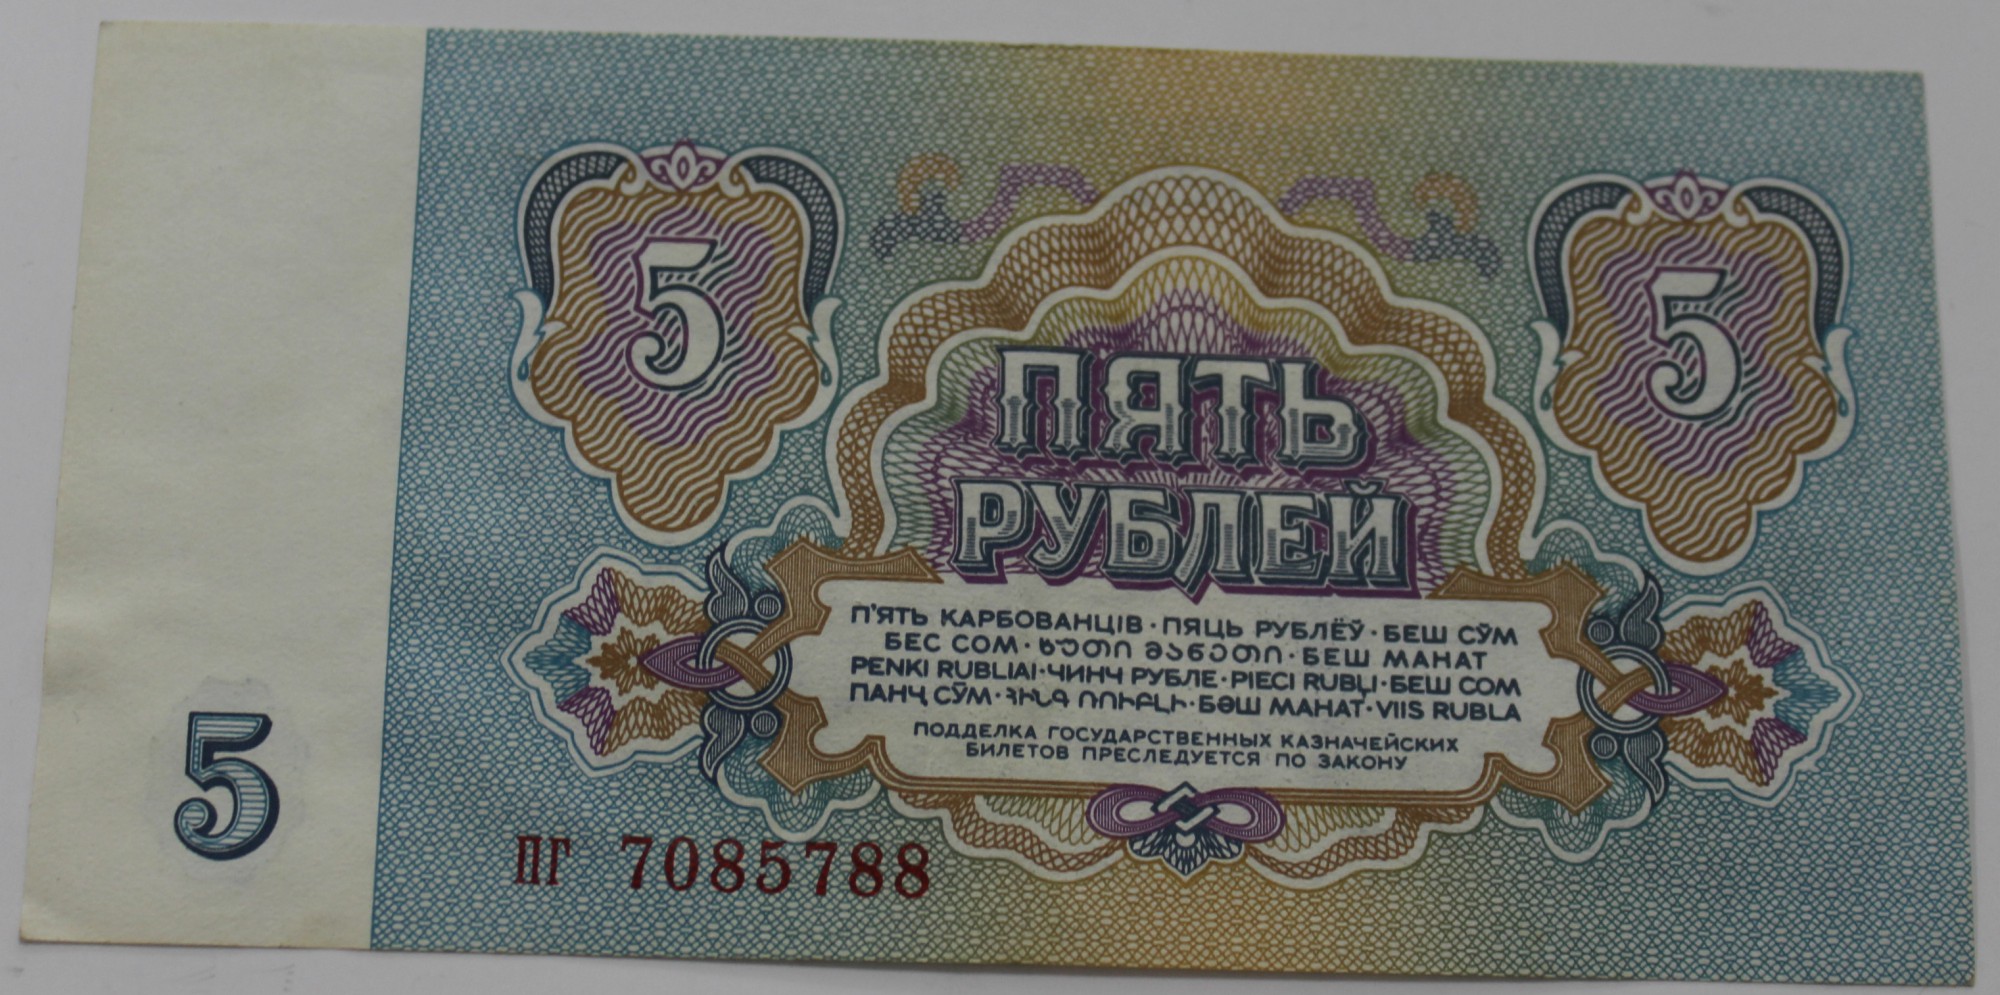 5
5
ПЯТЬ
РУБЛЕЙ
П'ЯТЬ КАРБОВАНЦІВ · ПЯЦЬ РУБЛЁЎ · БЕШ СЎМ
БЕС СОМ · ᲮᲣᲗᲘ ᲛᲐᲜᲔᲗᲘ · БЕШ МАНАТ
PENKI RUBLIAI · ЧИНЧ РУБЛЕ · PIECI RUBĻI · БЕШ СОМ
ПАНҶ СӮМ · ՀԻՆԳ ՌՈՒԲԼԻ · БӘШ МАНАТ · VIIS RUBLA
ПОДДЕЛКА ГОСУДАРСТВЕННЫХ КАЗНАЧЕЙСКИХ
БИЛЕТОВ ПРЕСЛЕДУЕТСЯ ПО ЗАКОНУ
5
ПГ 7085788